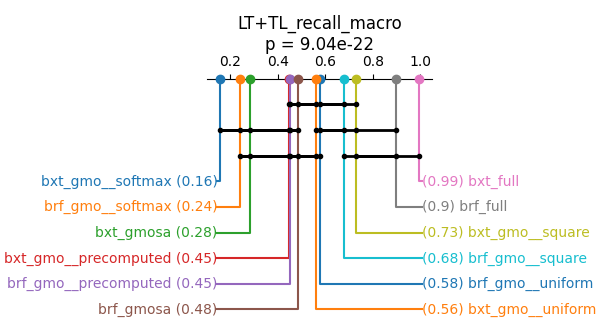 LT+TL_recall_macro
p = 9.04e-22
0.2 0.4 0.6 0.8 1.0
bxt_gmo__softmax (0.16) (0.99) bxt_full
brf_gmo__softmax (0.24) (0.9) brf_full
bxt_gmosa (0.28) (0.73) bxt_gmo__square
bxt_gmo__precomputed (0.45) (0.68) brf_gmo__square
brf_gmo__precomputed (0.45) (0.58) brf_gmo__uniform
brf_gmosa (0.48) (0.56) bxt_gmo__uniform